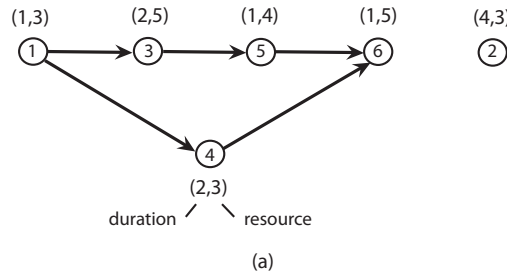 (1,3) (2,5) (1,4) (1,5) (4,3)
1 3 5 6 2
4
(2,3)
duration resource
(a)